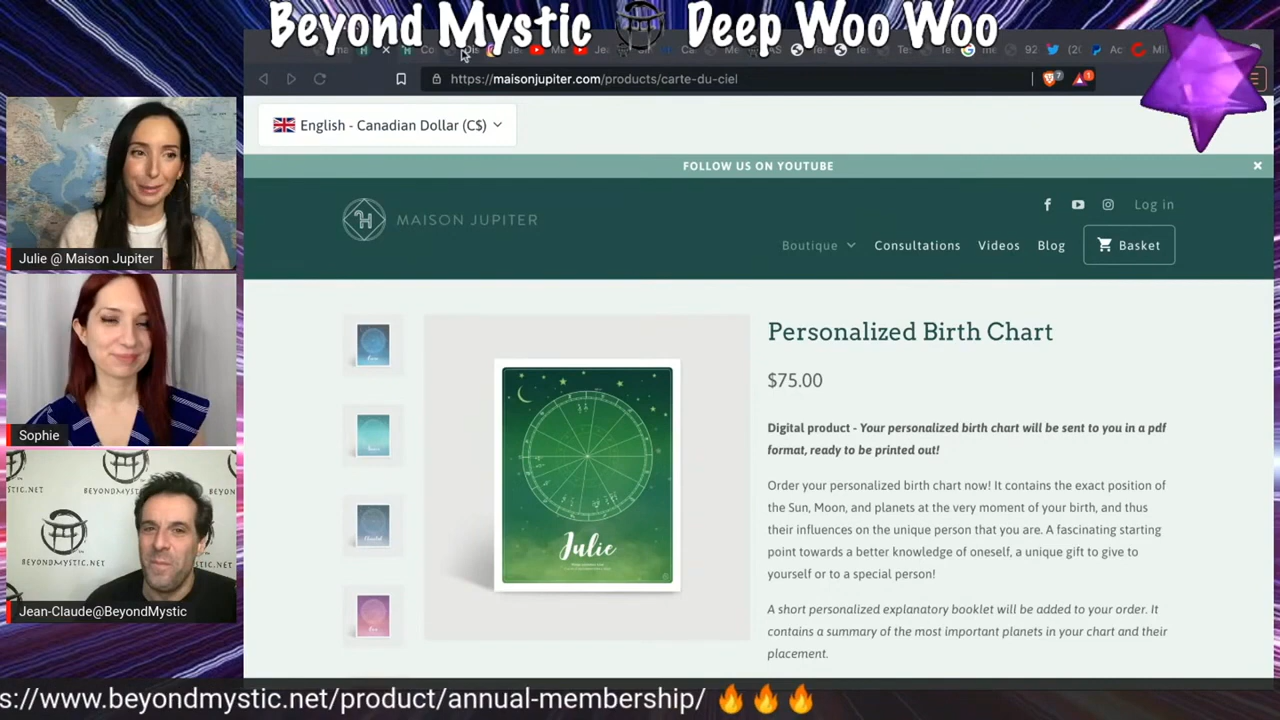 Beyond Mystic Deep Woo Woo
https://maisonjupiter.com/products/carte-du-ciel
7
1
English - Canadian Dollar (C$)
FOLLOW US ON YOUTUBE
MAISON JUPITER
Log in
Boutique
Consultations
Videos
Blog
Basket
Julie @ Maison Jupiter
Sophie
BEYONDMYSTIC.NET
Jean-Claude@BeyondMystic
Julie
Personalized Birth Chart
$75.00
Digital product - Your personalized birth chart will be sent to you in a pdf
format, ready to be printed out!
Order your personalized birth chart now! It contains the exact position of
the Sun, Moon, and planets at the very moment of your birth, and thus
their influences on the unique person that you are. A fascinating starting
point towards a better knowledge of oneself, a unique gift to give to
yourself or to a special person!
A short personalized explanatory booklet will be added to your order. It
contains a summary of the most important planets in your chart and their
placement.
s://www.beyondmystic.net/product/annual-membership/ 🔥🔥🔥